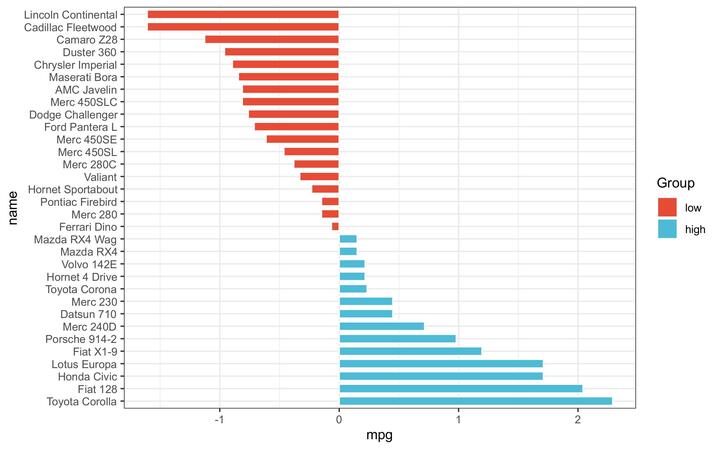 Lincoln Continental
Cadillac Fleetwood
Camaro Z28
Duster 360
Chrysler Imperial
Maserati Bora
AMC Javelin
Merc 450SLC
Dodge Challenger
Ford Pantera L
Merc 450SE
Merc 450SL
Merc 280C
Valiant
Hornet Sportabout
Pontiac Firebird
Merc 280
Ferrari Dino
Mazda RX4 Wag
Mazda RX4
Volvo 142E
Hornet 4 Drive
Toyota Corona
Merc 230
Datsun 710
Merc 240D
Porsche 914-2
Fiat X1-9
Lotus Europa
Honda Civic
Fiat 128
Toyota Corolla
name
-1 0 1 2
mpg
Group
low
high